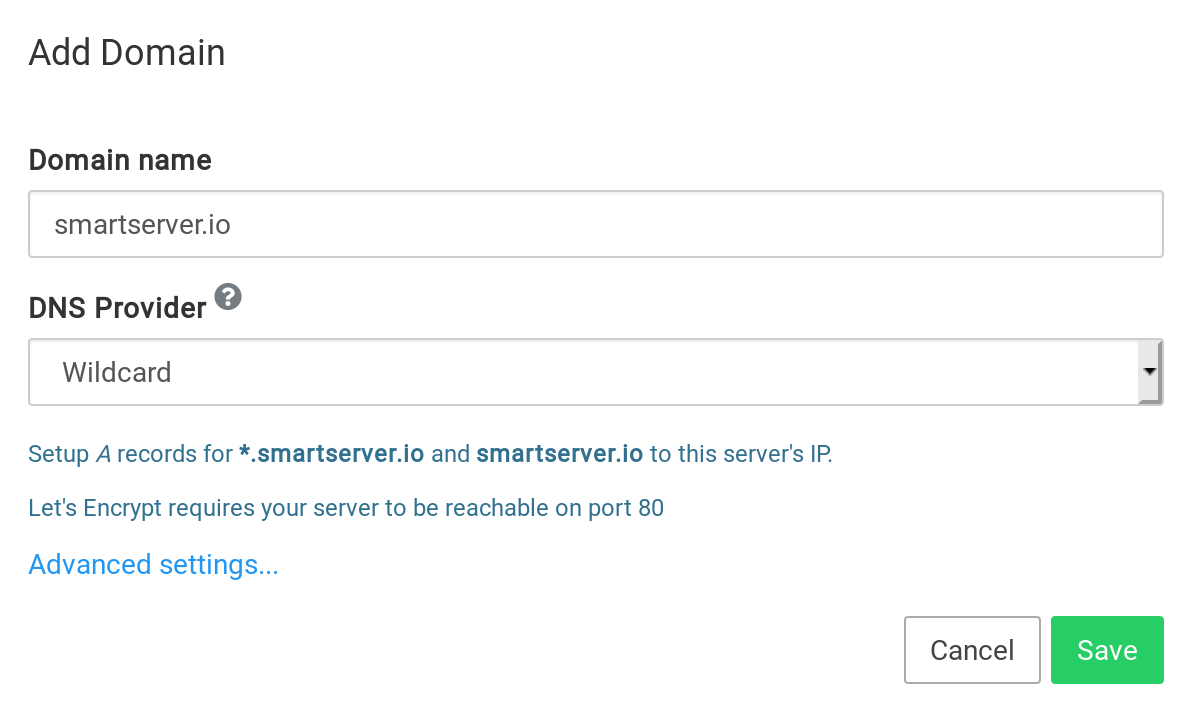 Add Domain
Domain name
smartserver.io
DNS Provider ?
Wildcard
Setup A records for *.smartserver.io and smartserver.io to this server's IP.
Let's Encrypt requires your server to be reachable on port 80
Advanced settings...
Cancel Save